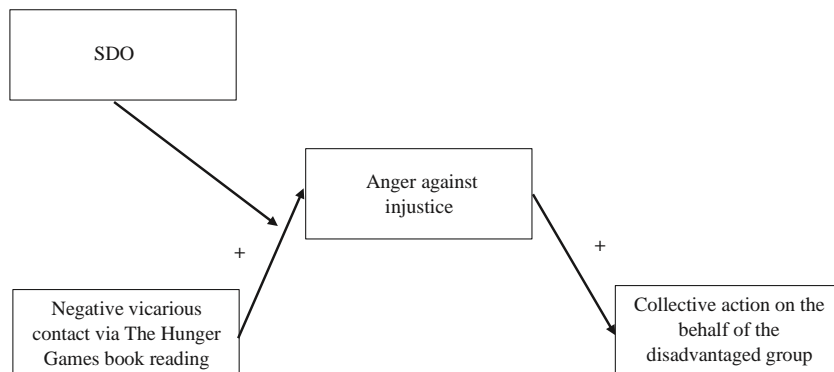 SDO
Anger against
injustice
+
+
Negative vicarious
contact via The Hunger
Games book reading
Collective action on the
behalf of the
disadvantaged group